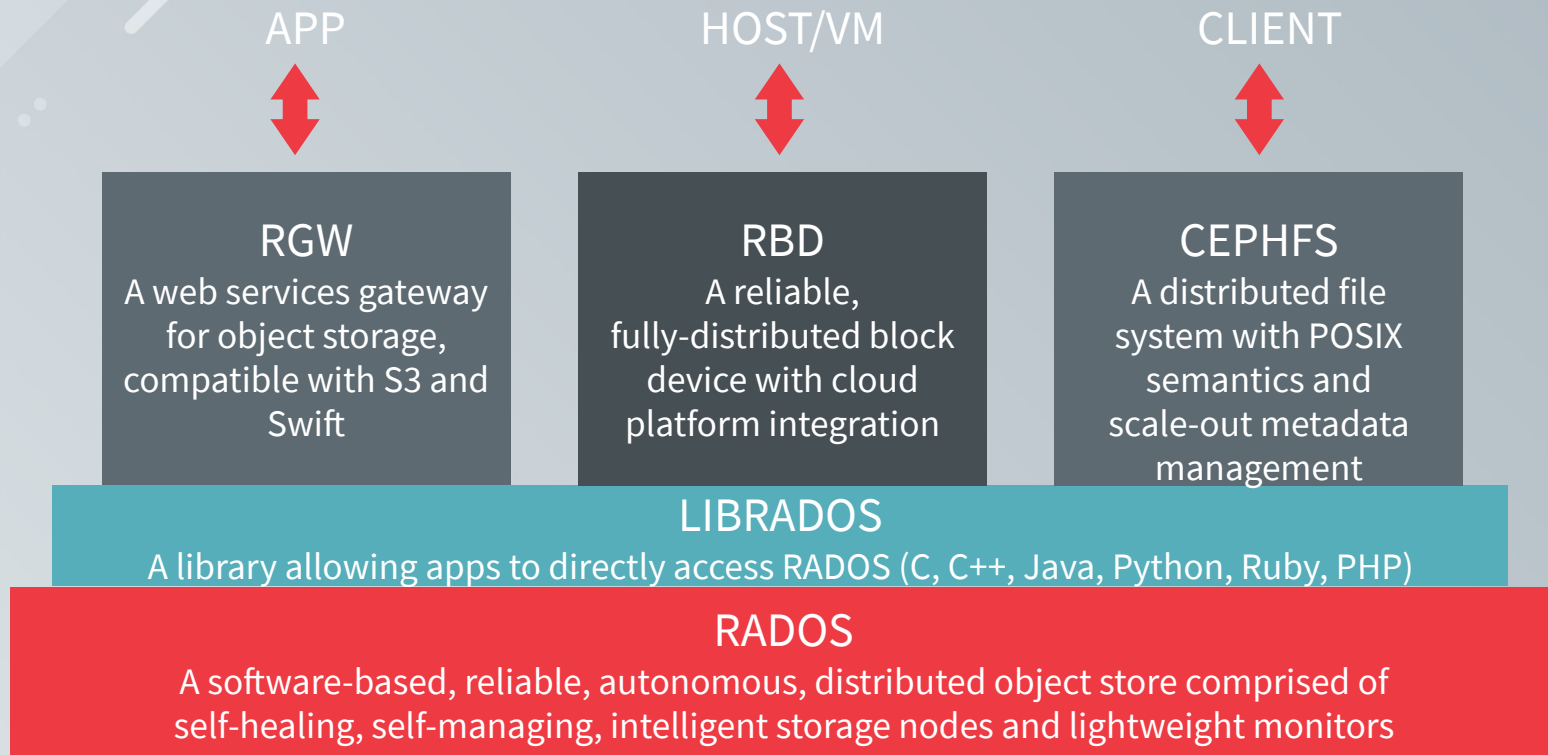 APP
HOST/VM
CLIENT
RGW
A web services gateway
for object storage,
compatible with S3 and
Swift
RBD
A reliable,
fully-distributed block
device with cloud
platform integration
CEPHFS
A distributed file
system with POSIX
semantics and
scale-out metadata
management
LIBRADOS
A library allowing apps to directly access RADOS (C, C++, Java, Python, Ruby, PHP)
RADOS
A software-based, reliable, autonomous, distributed object store comprised of
self-healing, self-managing, intelligent storage nodes and lightweight monitors